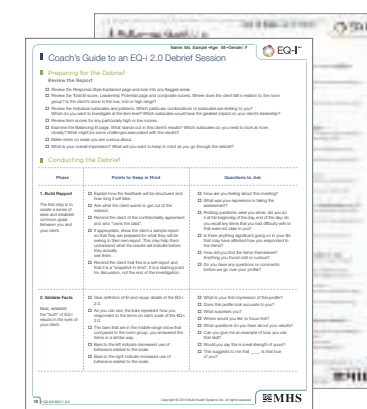 Name: Ms. Sample • Age: 55 • Gender: F
EQ-i
Coach's Guide to an EQ-i 2.0 Debrief Session
Preparing for the Debrief
Review the Report
Review the Response Style Explained page and look into any flagged areas.
Review the Total EI score, Leadership Potential page and composite scores. Where does the client fall in relation to the norm
group? Is the client's score in the low, mid or high range?
Review the individual subscales and patterns. Which particular combinations of subscales are striking to you?
Which do you want to investigate at the item level? Which subscales would have the greatest impact on your client's leadership?
Review item scores for any particularly high or low scores.
Examine the Balancing EI page. What stands out in this client's results? Which subscales do you need to look at more
closely? What might be some challenges associated with the results?
Make notes on areas you are curious about.
What is your overall impression? What will you want to keep in mind as you go through the debrief?
Conducting the Debrief
Phase
Points to Keep in Mind
Questions to Ask
1. Build Rapport
The first step is to
create a sense of
ease and establish
common goals
between you and
your client.
Explain how the feedback will be structured and
how long it will take.
Ask what the client wants to get out of the
session.
Remind the client of the confidentiality agreement
and who "owns the data".
If appropriate, show the client a sample report
so that they are prepared for what they will be
seeing in their own report. This may help them
understand what the results will indicate before
they actually
see them.
Remind the client that this is a self-report and
that it is a "snapshot in time". It is a starting point
for discussion, not the end of the investigation.
How are you feeling about this meeting?
What was your experience in taking the
assessment?
Probing questions: were you alone, did you do
it at the beginning of the day, end of the day, do
you recall any items that you had difficulty with or
that were not clear to you?
Is there anything significant going on in your life
that may have affected how you responded to
the items?
How did you find the items themselves?
Anything you found odd or curious?
Do you have any questions or comments
before we go over your profile?
2. Validate Facts
Next, establish
the "truth" of EQ-i
results in the eyes of
your client.
Give definition of EI and recap details of the EQ-i
2.0.
As you can see, the bars represent how you
responded to the items on each scale of the EQ-i
2.0.
The bars that are in the middle range show that
compared to the norm group, you answered the
items in a similar way.
Bars to the left indicate decreased use of
behaviors related to the scale.
Bars to the right indicate increased use of
behaviors related to the scale.
What is your first impression of this profile?
Does this profile look accurate to you?
What surprises you?
Where would you like to focus first?
What questions do you have about your results?
Can you give me an example of how you use
that skill?
Would you say this is a real strength of yours?
This suggests to me that ____ Is that true
of you?
18
Copyright © 2012 Multi-Health Systems Inc. All rights reserved.
MHS